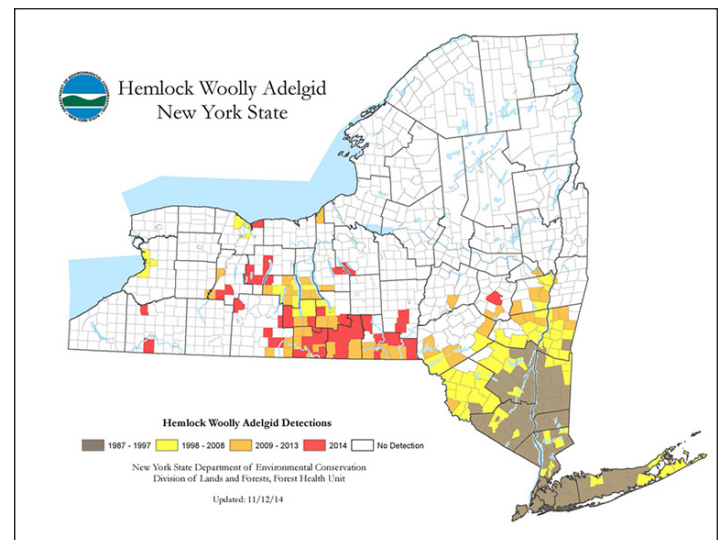 Hemlock Woolly Adelgid
New York State
Hemlock Woolly Adelgid Detections
1987 - 1997
1998 - 2008
2009 - 2013
2014
No Detection
New York State Department of Environmental Conservation
Division of Lands and Forests, Forest Health Unit
Updated: 11/12/14